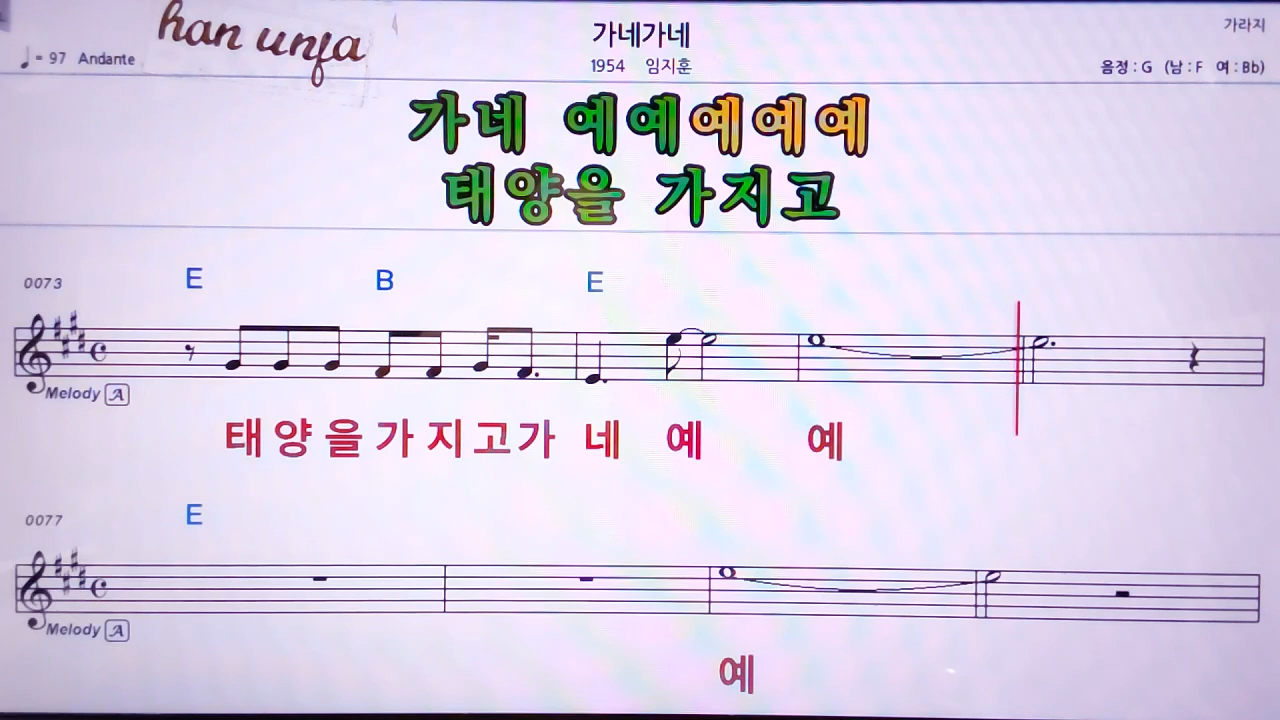 han unja
가네가네
가라지
♩= 97 Andante
1954 임지훈
음정 : G (남 : F 여 : Bb)
가네 예예예예예
태양을 가지고
0073 E B E
Melody A
태 양 을 가 지 고 가 네 예 예
0077 E
Melody A
예